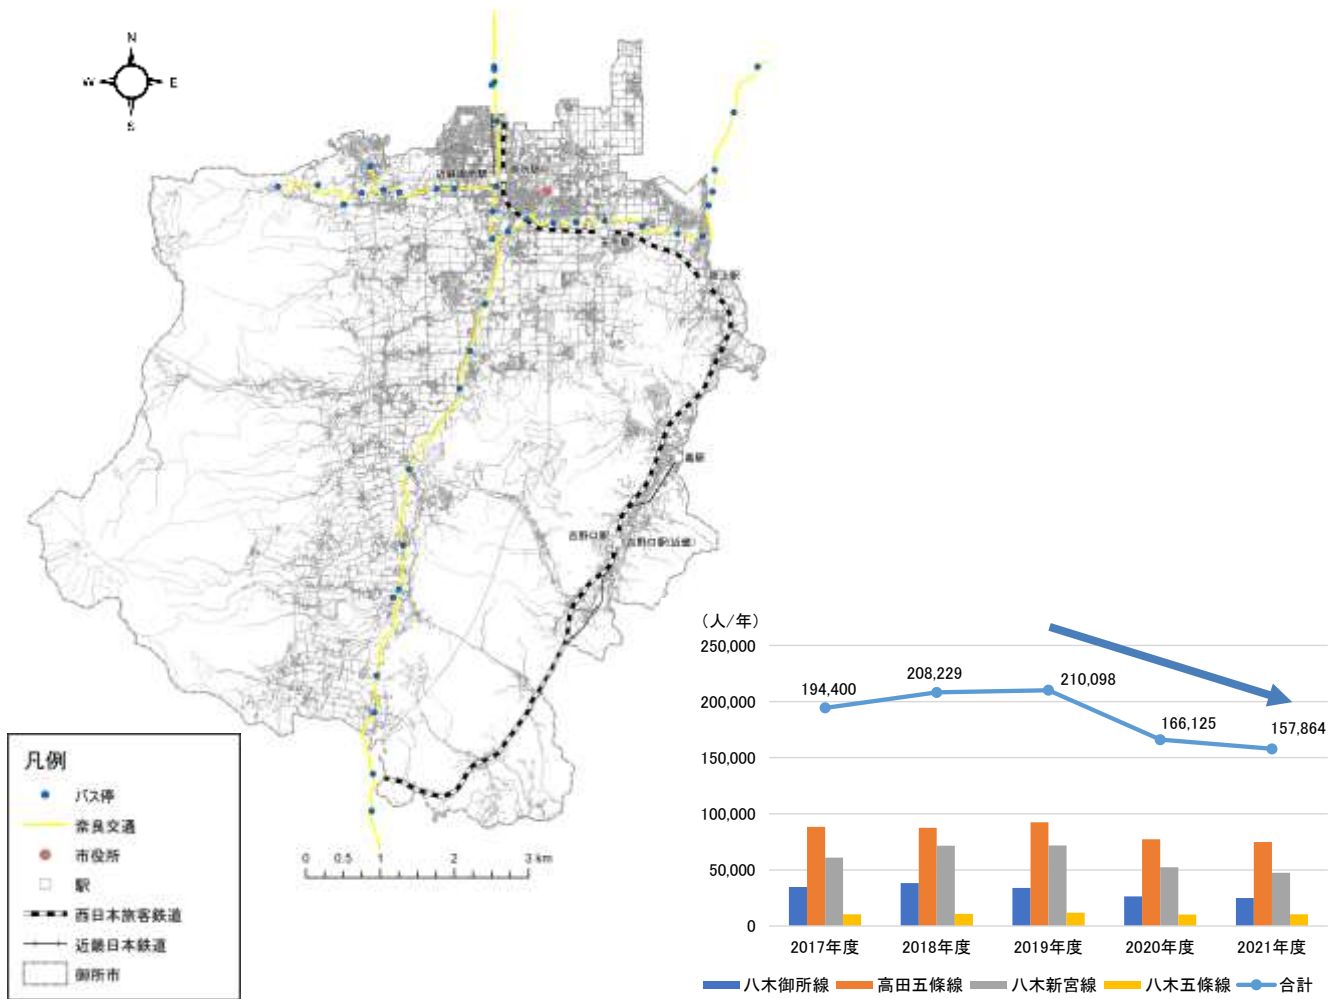 N
W
E
S
近鉄御所駅
掖上駅
葛駅
吉野口駅
吉野口駅(近鉄)
凡例
バス停
奈良交通
市役所
駅
西日本旅客鉄道
近畿日本鉄道
御所市
0 0.5 1 2 3 km
(人/年)
250,000
200,000
150,000
100,000
50,000
0
194,400
208,229
210,098
166,125
157,864
2017年度 2018年度 2019年度 2020年度 2021年度
八木御所線 高田五條線 八木新宮線 八木五條線 合計